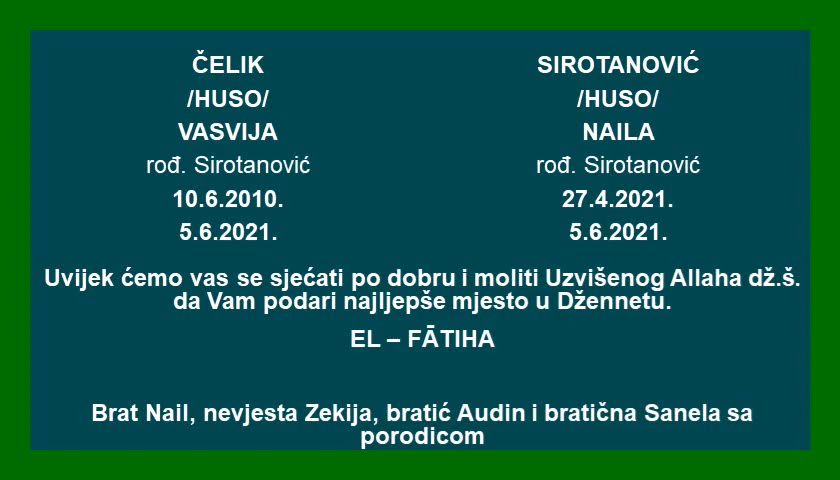 ČELIK
/HUSO/
VASVIJA
rođ. Sirotanović
10.6.2010.
5.6.2021.
SIROTANOVIĆ
/HUSO/
NAILA
rođ. Sirotanović
27.4.2021.
5.6.2021.
Uvijek ćemo vas se sjećati po dobru i moliti Uzvišenog Allaha dž.š.
da Vam podari najljepše mjesto u Džennetu.
EL – FĀTIHA
Brat Nail, nevjesta Zekija, bratić Audin i bratična Sanela sa
porodicom